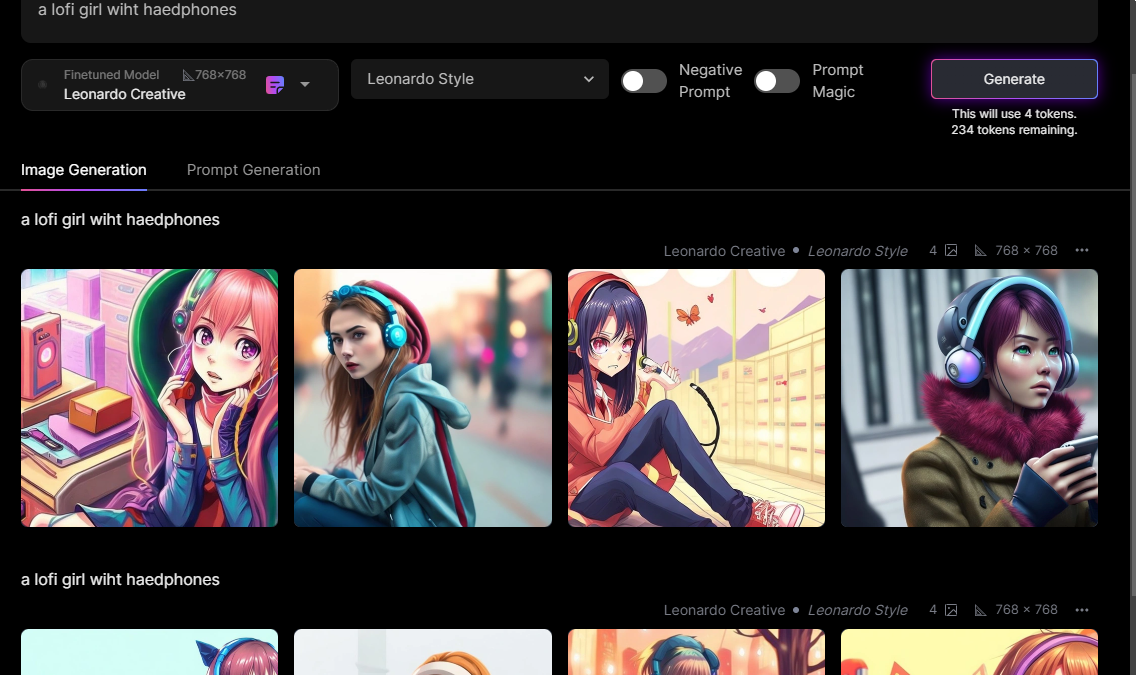 a lofi girl wiht haedphones
Finetuned Model 768×768
Leonardo Creative
Leonardo Style
Negative
Prompt
Prompt
Magic
Generate
This will use 4 tokens.
234 tokens remaining.
Image Generation Prompt Generation
a lofi girl wiht haedphones
Leonardo Creative • Leonardo Style 4 768 × 768 ···
a lofi girl wiht haedphones
Leonardo Creative • Leonardo Style 4 768 × 768 ···